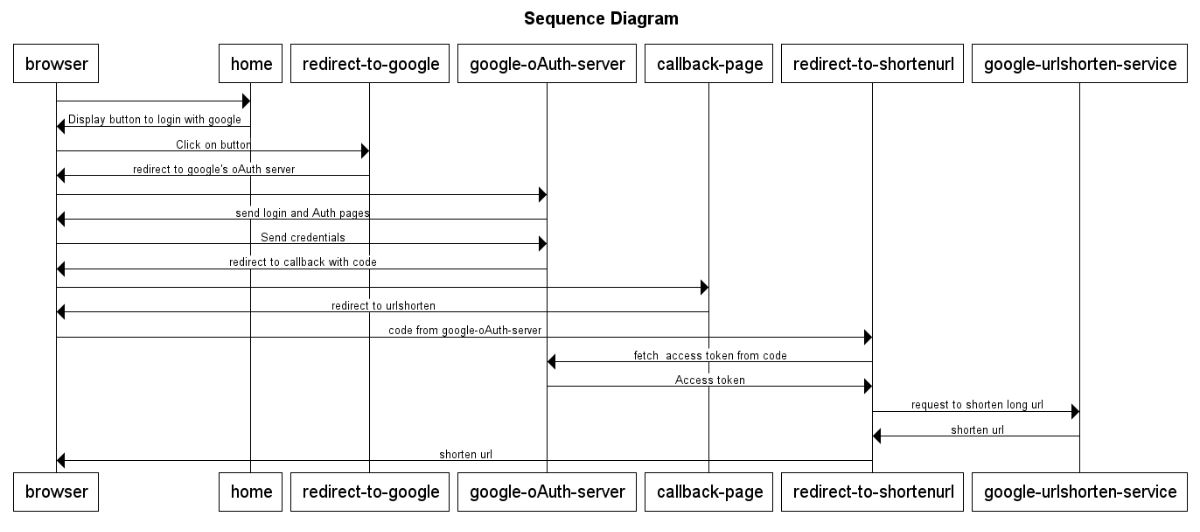 Sequence Diagram
browser home redirect-to-google google-oAuth-server callback-page redirect-to-shortenurl google-urlshorten-service
Display button to login with google
Click on button
redirect to google's oAuth server
send login and Auth pages
Send credentials
redirect to callback with code
redirect to urlshorten
code from google-oAuth-server
fetch access token from code
Access token
request to shorten long url
shorten url
shorten url
browser home redirect-to-google google-oAuth-server callback-page redirect-to-shortenurl google-urlshorten-service